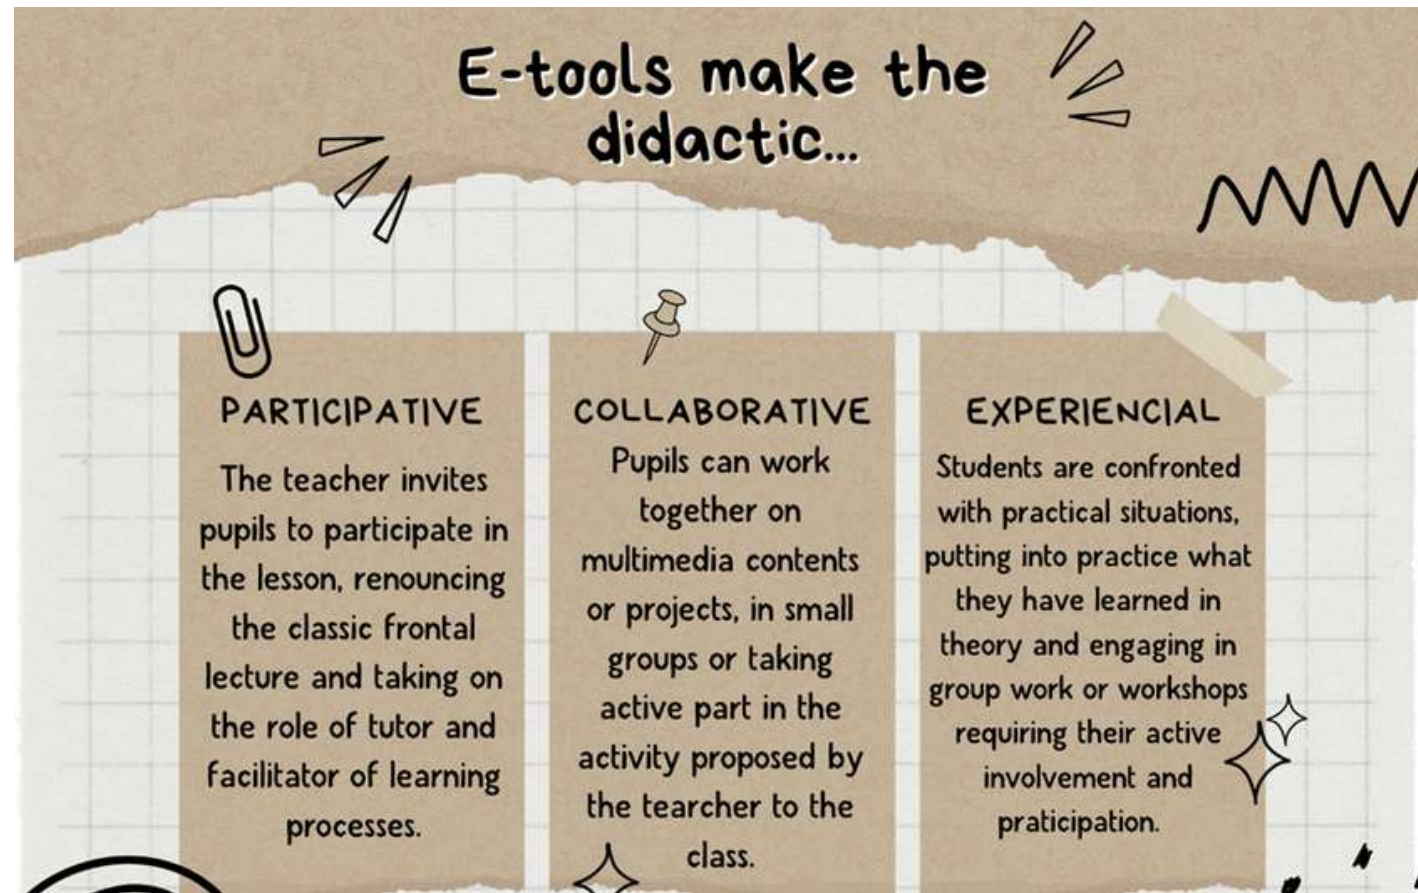 E-tools make the
didactic...
PARTICIPATIVE
The teacher invites
pupils to participate in
the lesson, renouncing
the classic frontal
lecture and taking on
the role of tutor and
facilitator of learning
processes.
COLLABORATIVE
Pupils can work
together on
multimedia contents
or projects, in small
groups or taking
active part in the
activity proposed by
the tearcher to the
class.
EXPERIENCIAL
Students are confronted
with practical situations,
putting into practice what
they have learned in
theory and engaging in
group work or workshops
requiring their active
involvement and
praticipation.